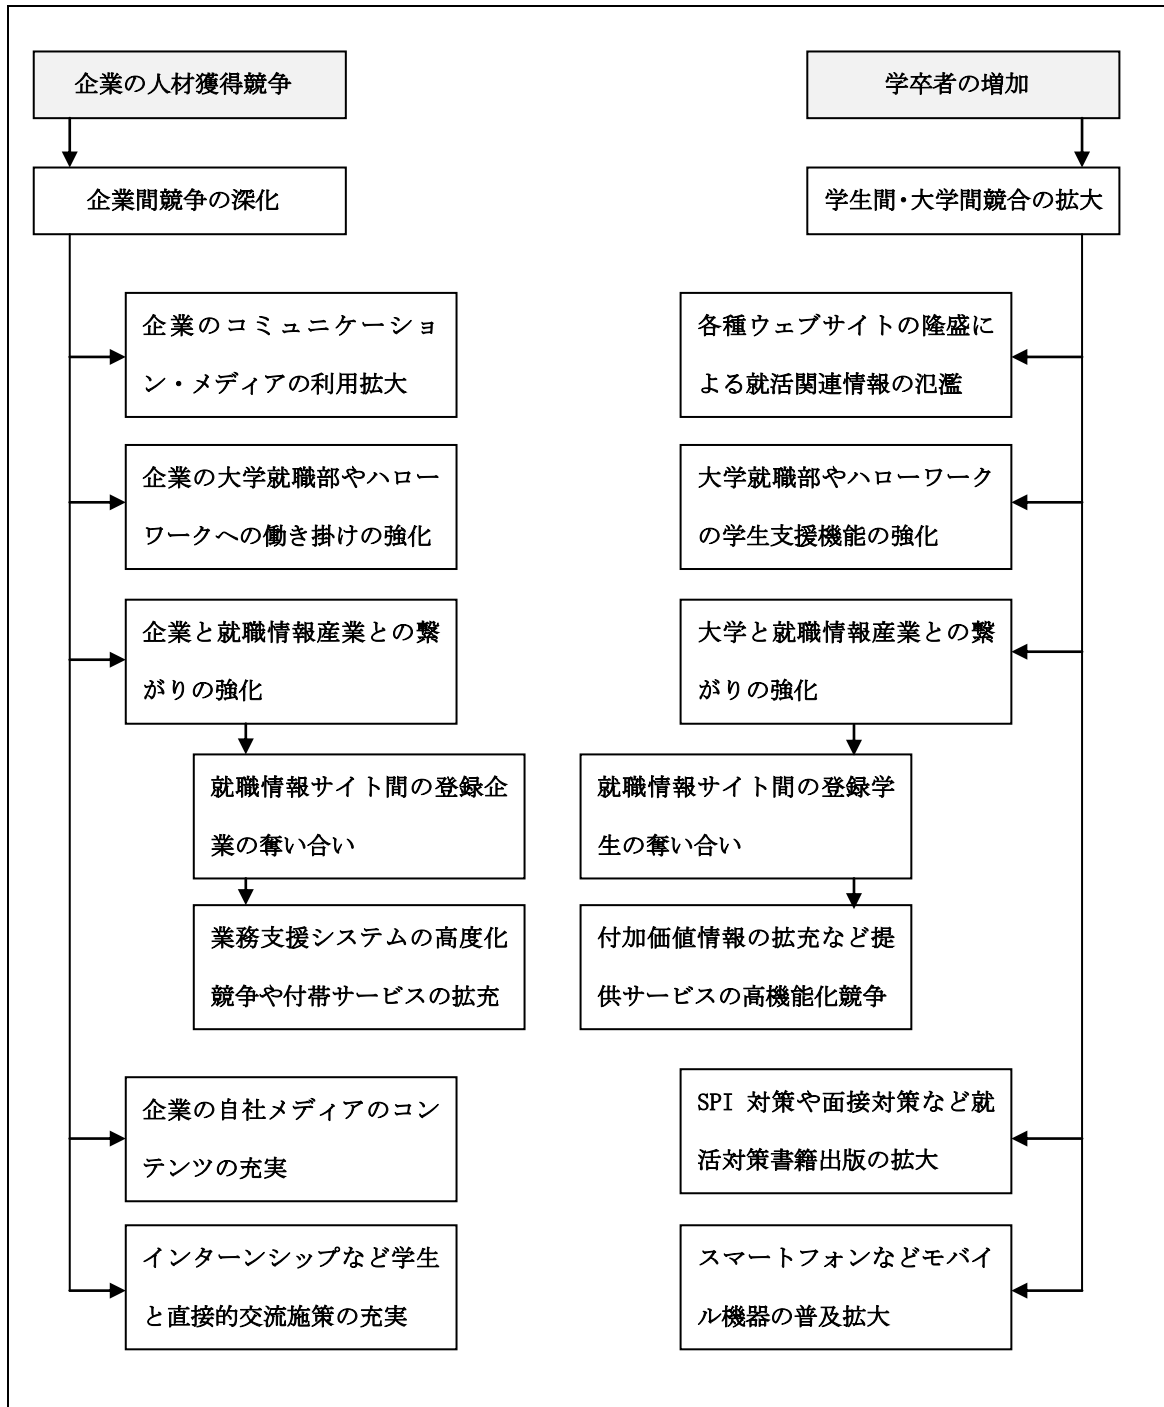 企業の人材獲得競争
学卒者の増加
企業間競争の深化
学生間・大学間競合の拡大
企業のコミュニケーショ
ン・メディアの利用拡大
各種ウェブサイトの隆盛に
よる就活関連情報の氾濫
企業の大学就職部やハロー
ワークへの働き掛けの強化
大学就職部やハローワーク
の学生支援機能の強化
企業と就職情報産業との繋
がりの強化
大学と就職情報産業との繋
がりの強化
就職情報サイト間の登録企
業の奪い合い
就職情報サイト間の登録学
生の奪い合い
業務支援システムの高度化
競争や付帯サービスの拡充
付加価値情報の拡充など提
供サービスの高機能化競争
企業の自社メディアのコン
テンツの充実
SPI 対策や面接対策など就
活対策書籍出版の拡大
インターンシップなど学生
と直接的交流施策の充実
スマートフォンなどモバイ
ル機器の普及拡大